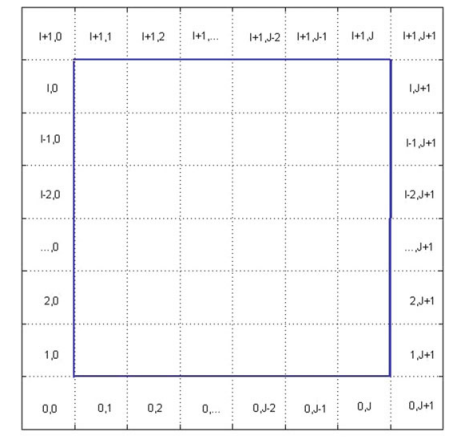 I+1,0 I+1,1 I+1,2 I+1,... I+1,J-2 I+1,J-1 I+1,J I+1,J+1
I,0 I,J+1
I-1,0 I-1,J+1
I-2,0 I-2,J+1
...,0 ...,J+1
2,0 2,J+1
1,0 1,J+1
0,0 0,1 0,2 0,... 0,J-2 0,J-1 0,J 0,J+1